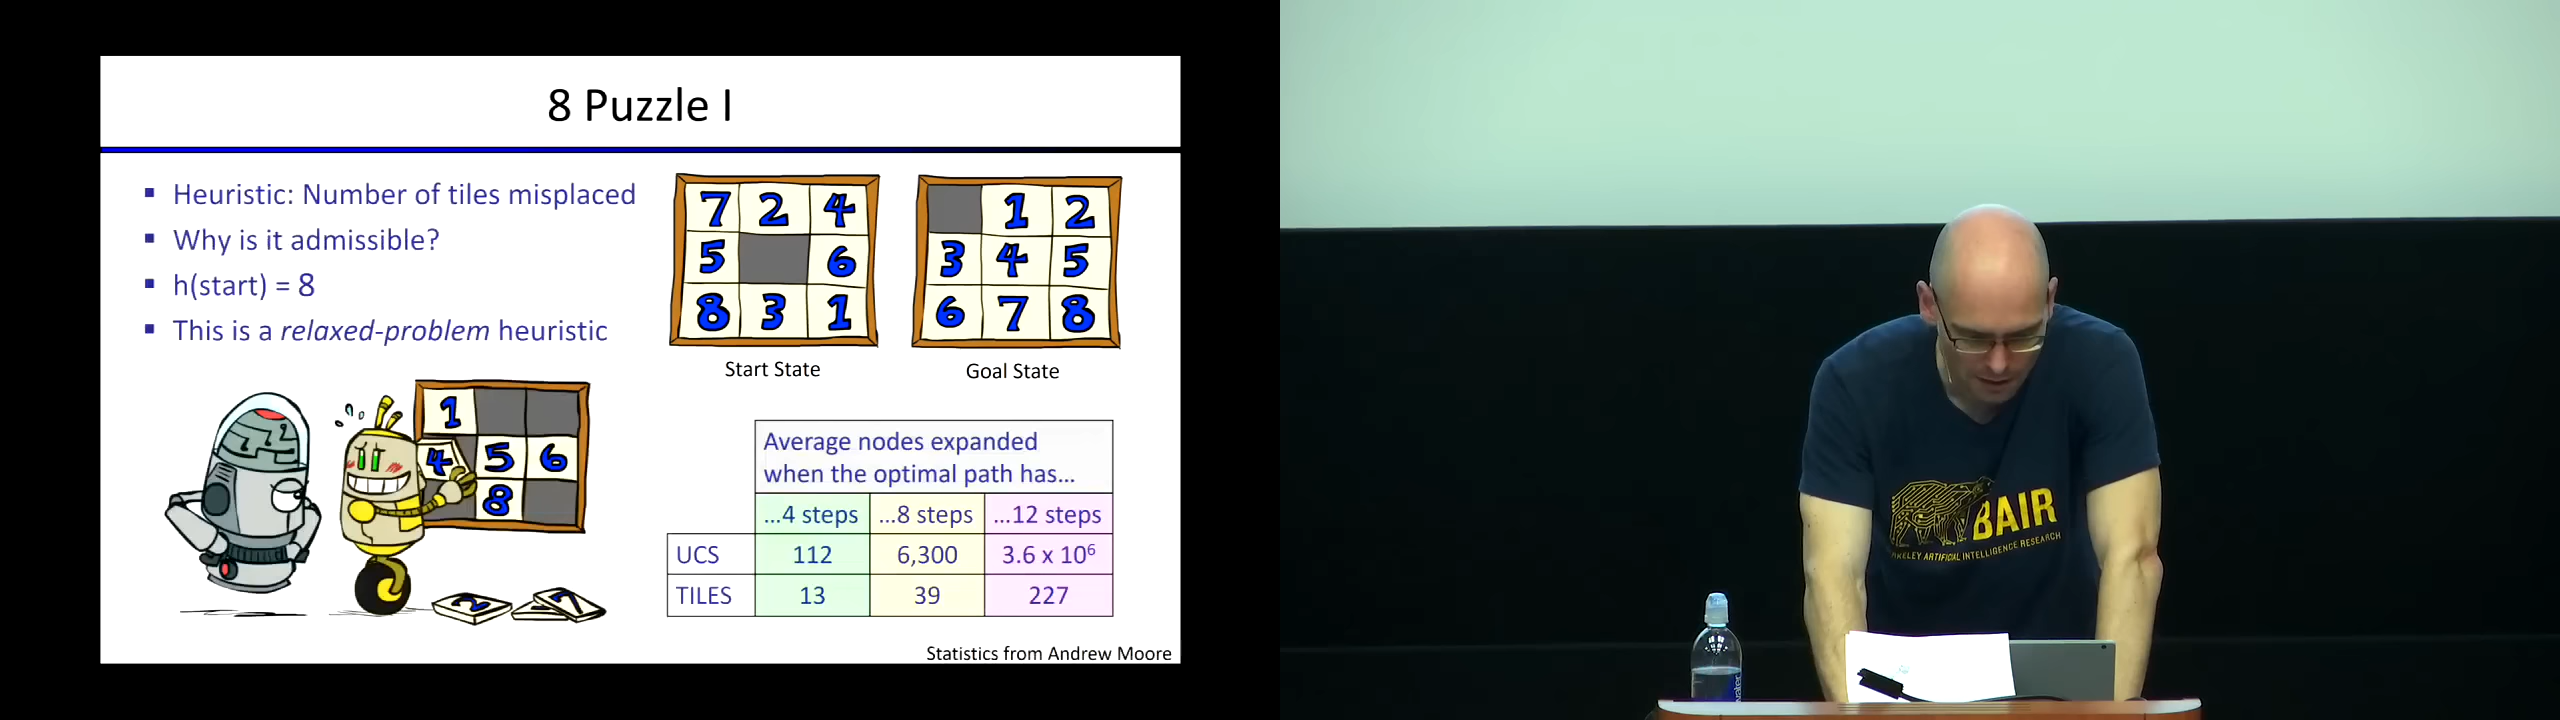 8 Puzzle I
▪ Heuristic: Number of tiles misplaced
▪ Why is it admissible?
▪ h(start) = 8
▪ This is a relaxed-problem heuristic
7 2 4
5 6
8 3 1
Start State
1 2
3 4 5
6 7 8
Goal State
1
4 5 6
8
2 7
Average nodes expanded
when the optimal path has...
...4 steps ...8 steps ...12 steps
UCS 112 6,300 3.6 x 10⁶
TILES 13 39 227
Statistics from Andrew Moore
BAIR
ARTIFICIAL INTELLIGENCE RESEARCH